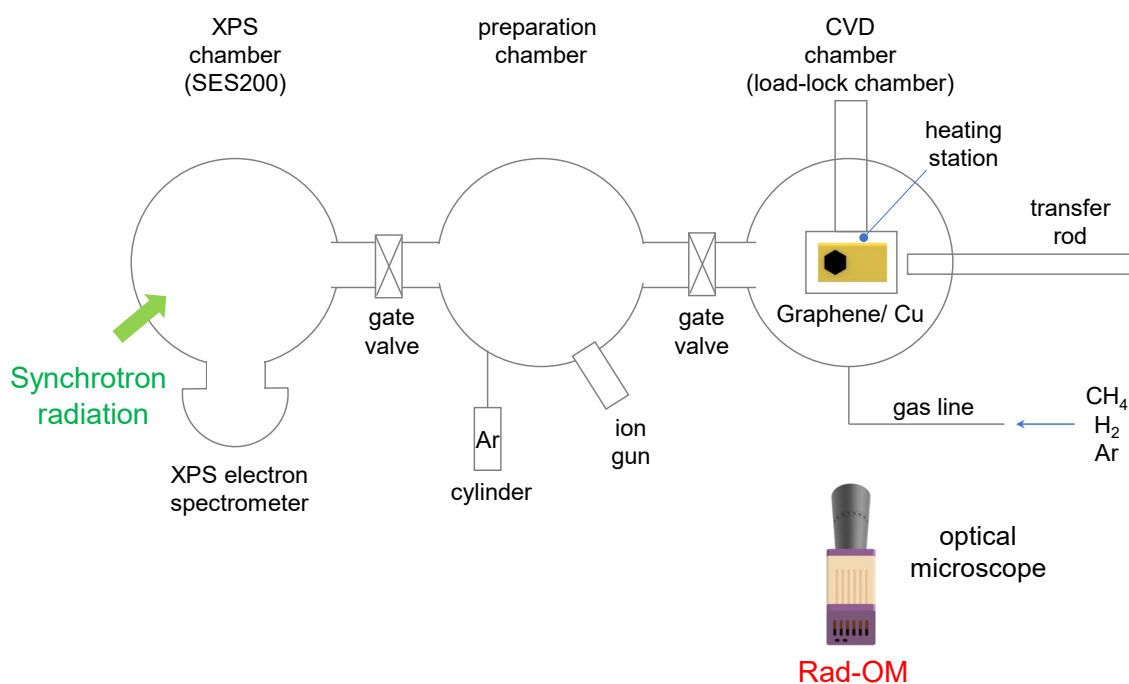 XPS
chamber
(SES200)
preparation
chamber
CVD
chamber
(load-lock chamber)
heating
station
transfer
rod
Graphene/ Cu
gate
valve
gate
valve
Synchrotron
radiation
XPS electron
spectrometer
Ar
cylinder
ion
gun
gas line
CH₄
H₂
Ar
optical
microscope
Rad-OM